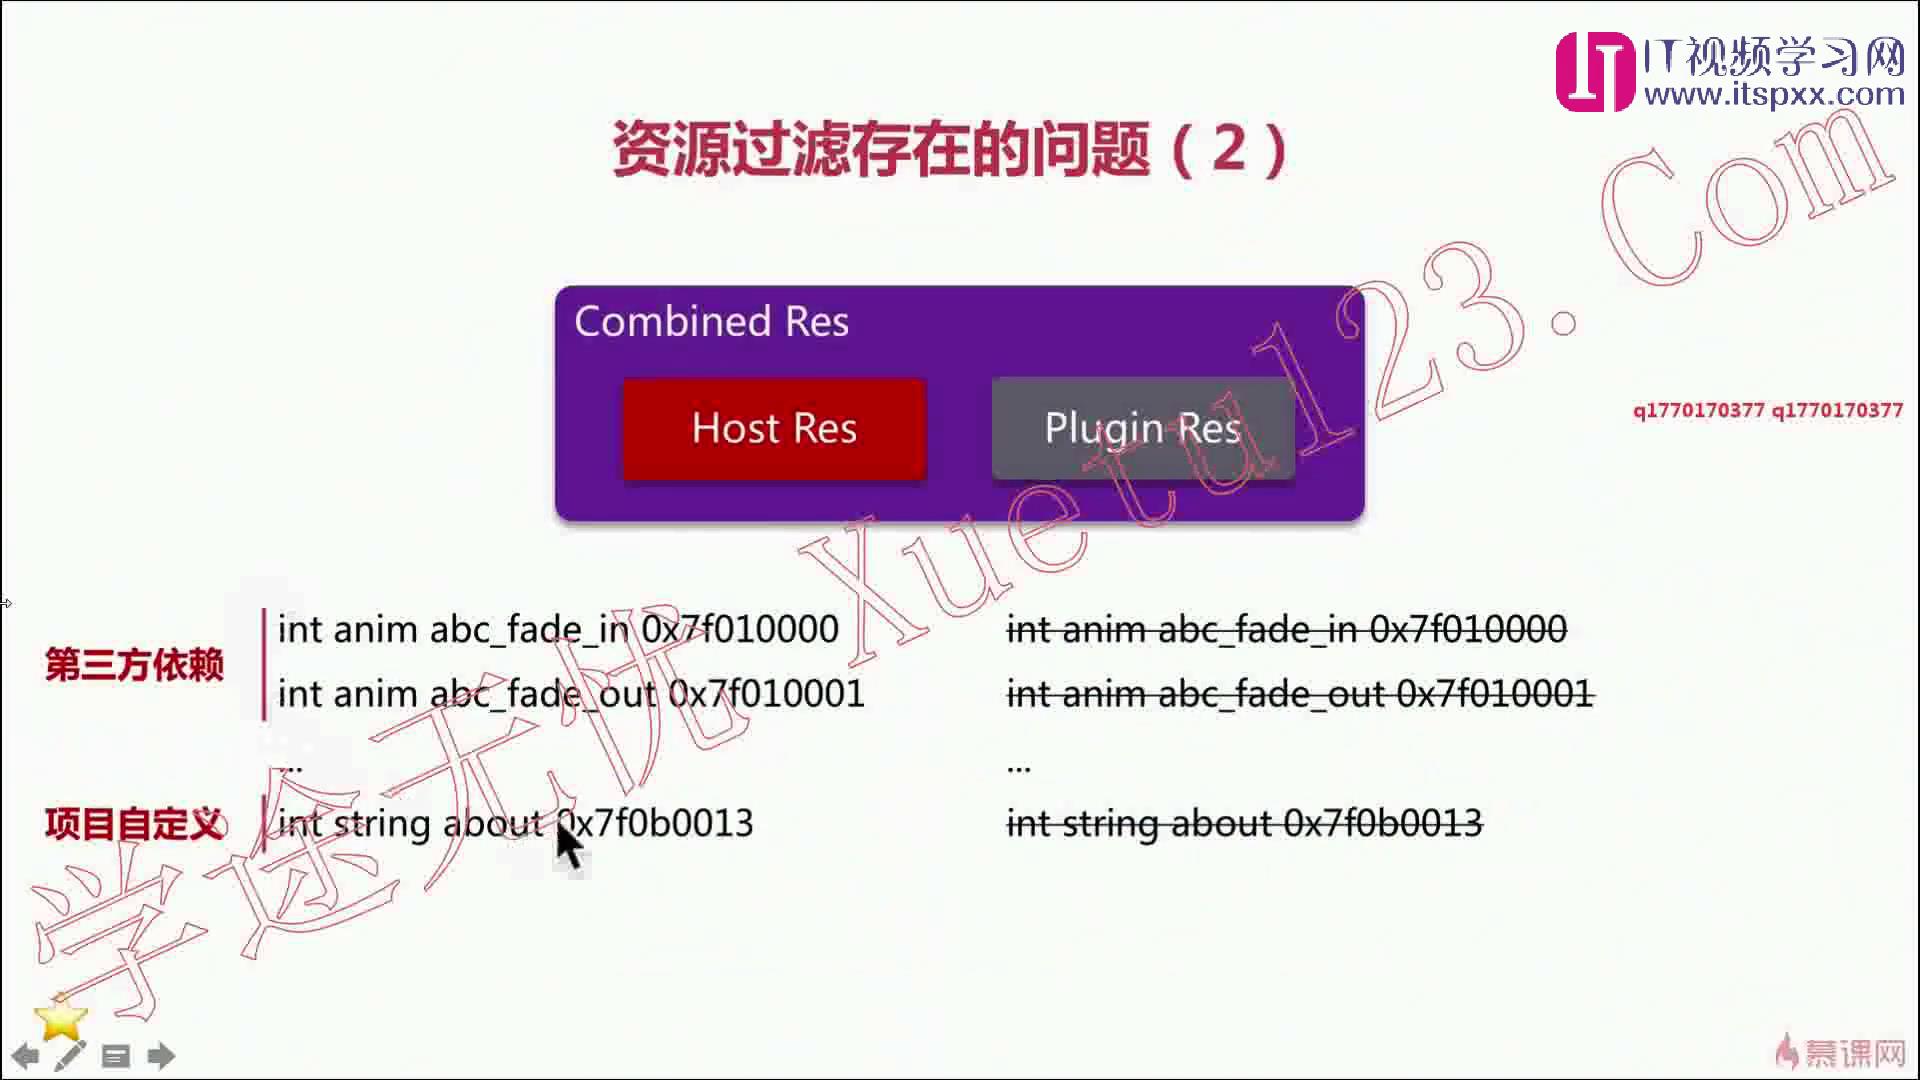 IT视频学习网
www.itspxx.com
资源过滤存在的问题（2）
Combined Res
Host Res
Plugin Res
q1770170377 q1770170377
学途无忧 Xuetu123.Com
第三方依赖
int anim abc_fade_in 0x7f010000
int anim abc_fade_in 0x7f010000
int anim abc_fade_out 0x7f010001
int anim abc_fade_out 0x7f010001
...
...
项目自定义
int string about 0x7f0b0013
int string about 0x7f0b0013
慕课网